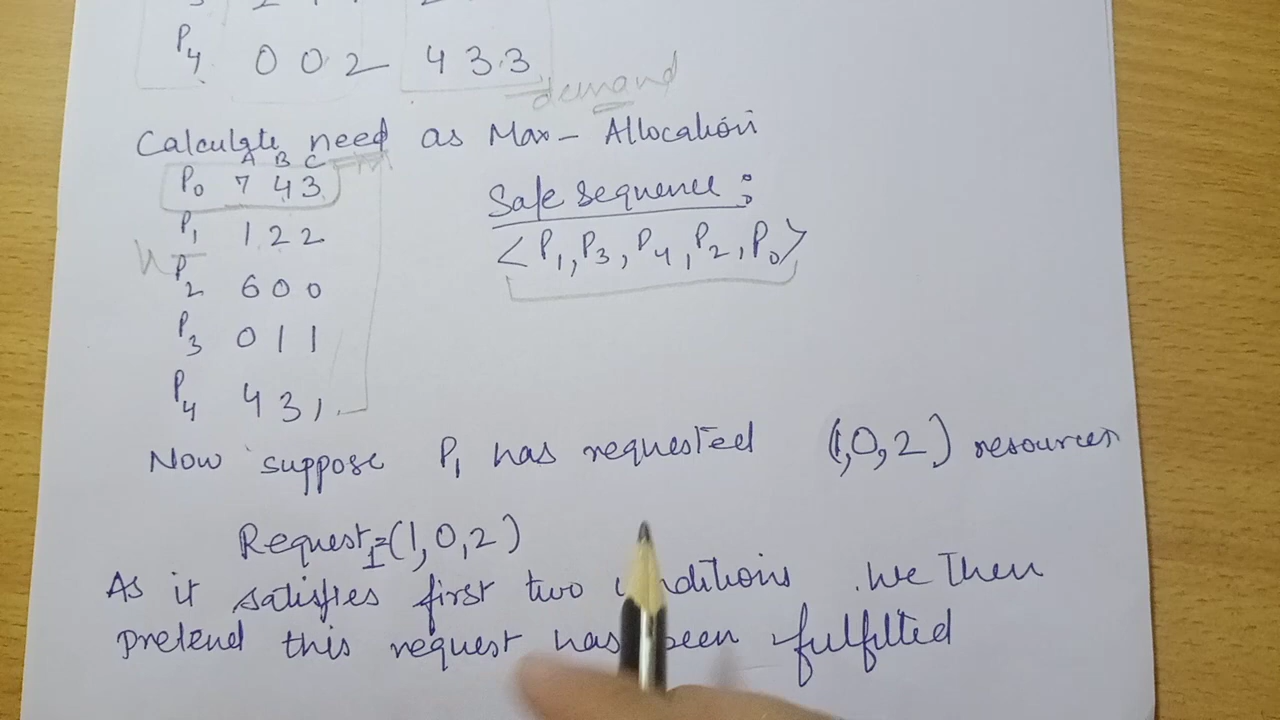 P4 0 0 2 4 3 3
demand
Calculate need as Max - Allocation
A B C
P0 7 4 3
Safe sequence :
P1 1 2 2
< P1, P3, P4, P2, P0 >
P2 6 0 0
P3 0 1 1
P4 4 3 1
Now suppose P1 has requested (1,0,2) resources
Request1=(1,0,2)
As it satisfies first two conditions . We Then
pretend this request has been fulfilled